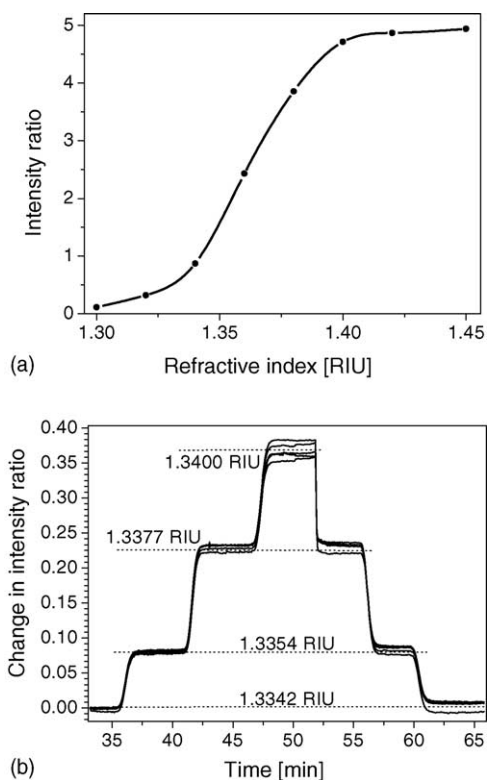 5
4
3
2
1
0
Intensity ratio
1.30 1.35 1.40 1.45
(a) Refractive index [RIU]
0.40
0.35
0.30
0.25
0.20
0.15
0.10
0.05
0.00
Change in intensity ratio
1.3400 RIU
1.3377 RIU
1.3354 RIU
1.3342 RIU
35 40 45 50 55 60 65
(b) Time [min]